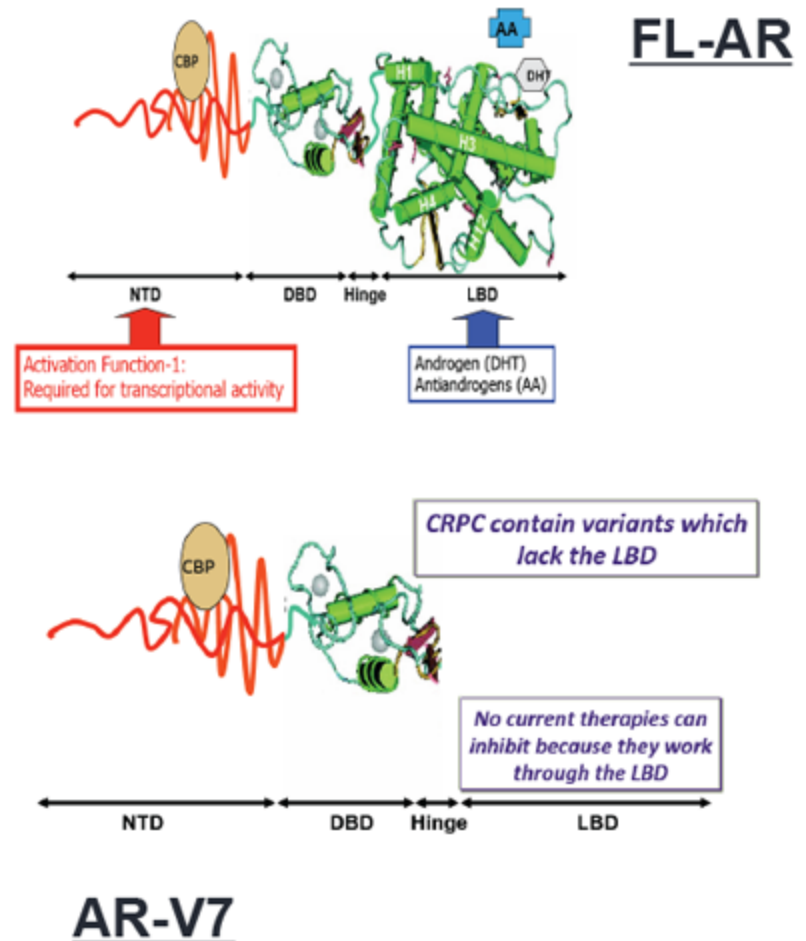 FL-AR
CBP
AA
DHT
H1
H3
H4
H12
NTD
DBD
Hinge
LBD
Activation Function-1:
Required for transcriptional activity
Androgen (DHT)
Antiandrogens (AA)
CRPC contain variants which
lack the LBD
CBP
No current therapies can
inhibit because they work
through the LBD
NTD
DBD
Hinge
LBD
AR-V7